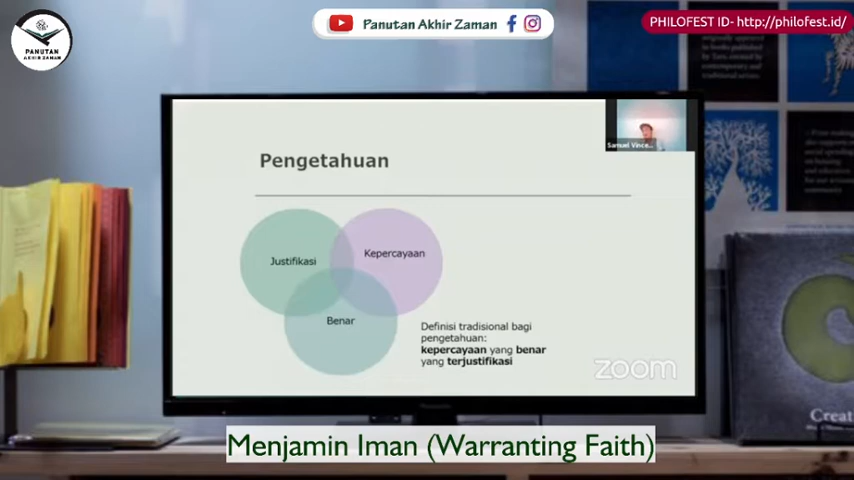 PANUTAN
AKHIR ZAMAN
Panutan Akhir Zaman
PHILOFEST ID- http://philofest.id/
Samuel Vince...
Pengetahuan
Justifikasi
Kepercayaan
Benar
Definisi tradisional bagi
pengetahuan:
kepercayaan yang benar
yang terjustifikasi
zoom
Menjamin Iman (Warranting Faith)